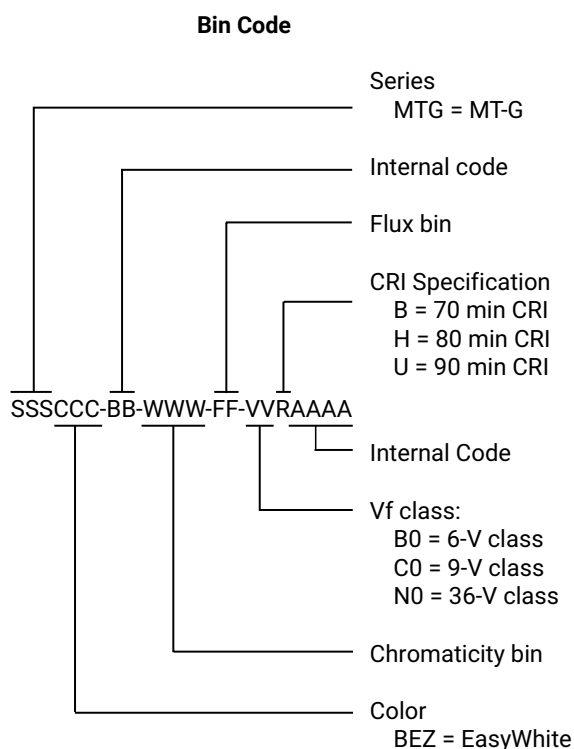 Bin Code
Series
MTG = MT-G
Internal code
Flux bin
CRI Specification
B = 70 min CRI
H = 80 min CRI
U = 90 min CRI
SSSCCC-BB-WWW-FF-VVRAAAA
Internal Code
Vf class:
B0 = 6-V class
C0 = 9-V class
N0 = 36-V class
Chromaticity bin
Color
BEZ = EasyWhite